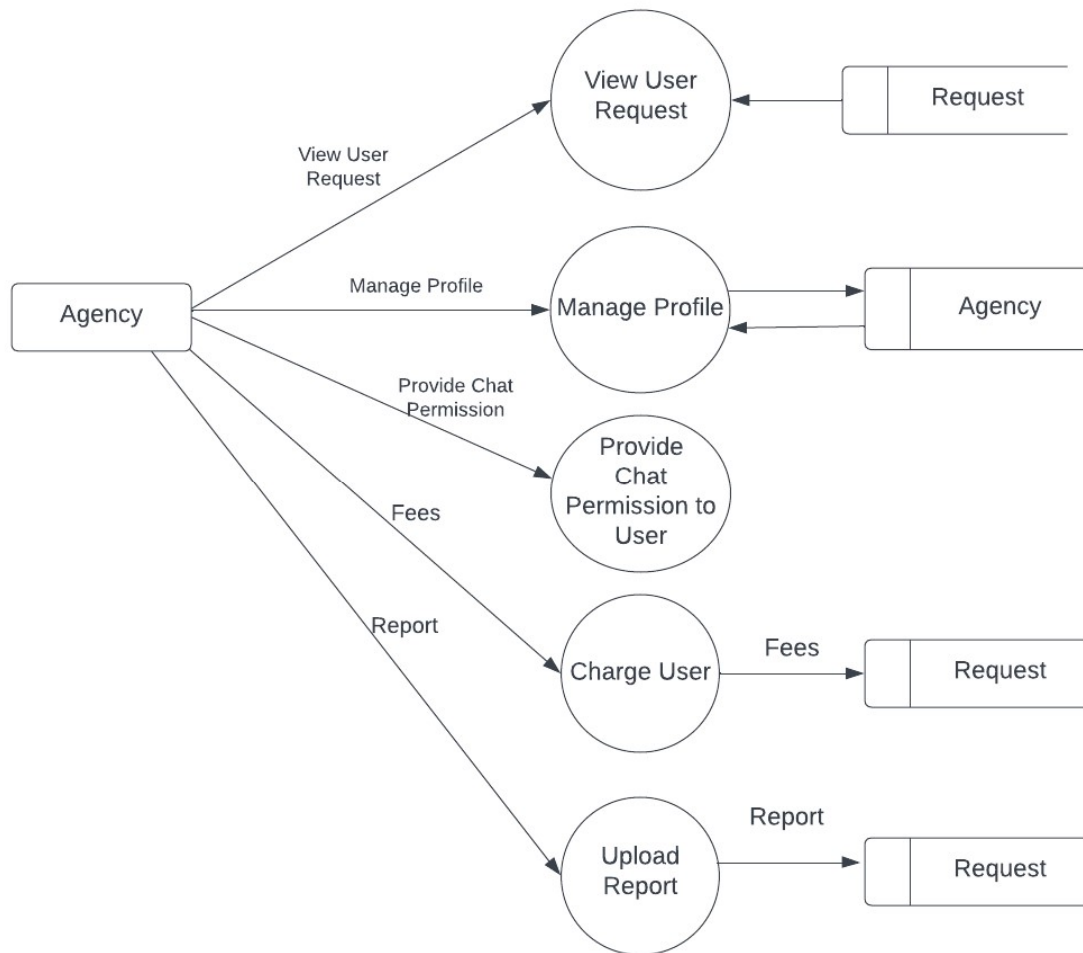 View User
Request
Request
View User
Request
Agency
Manage Profile
Manage Profile
Agency
Provide Chat
Permission
Provide
Chat
Permission to
User
Fees
Charge User
Fees
Request
Report
Upload
Report
Report
Request